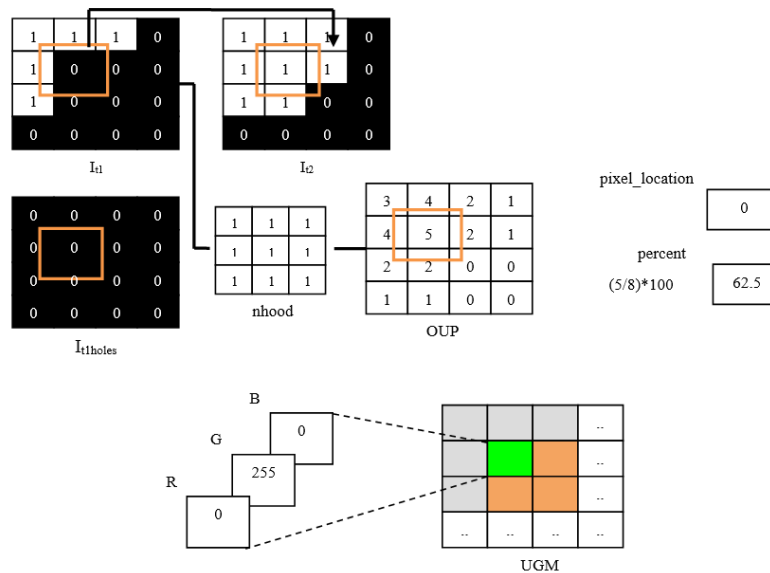 1 1 1 0
1 0 0 0
1 0 0 0
0 0 0 0
I_t1
1 1 1 0
1 1 1 0
1 1 0 0
0 0 0 0
I_t2
0 0 0 0
0 0 0 0
0 0 0 0
0 0 0 0
I_t1holes
1 1 1
1 1 1
1 1 1
nhood
3 4 2 1
4 5 2 1
2 2 0 0
1 1 0 0
OUP
pixel_location
0
percent
(5/8)*100
62.5
B
0
G
255
R
0
..
..
..
.. .. .. ..
UGM